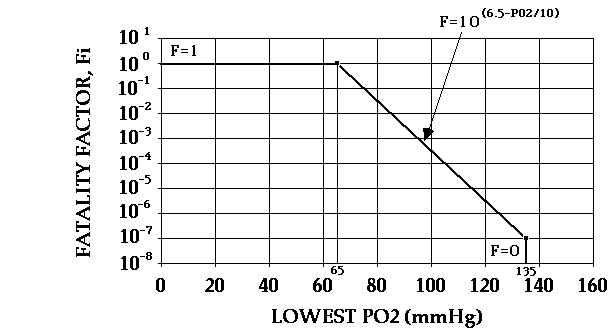 F=10^(6.5-PO2/10)
10^1
F=1
10^0
10^-1
10^-2
10^-3
10^-4
10^-5
10^-6
10^-7
F=0
10^-8
FATALITY FACTOR, Fi
0 20 40 60 65 80 100 120 135 140 160
LOWEST PO2 (mmHg)